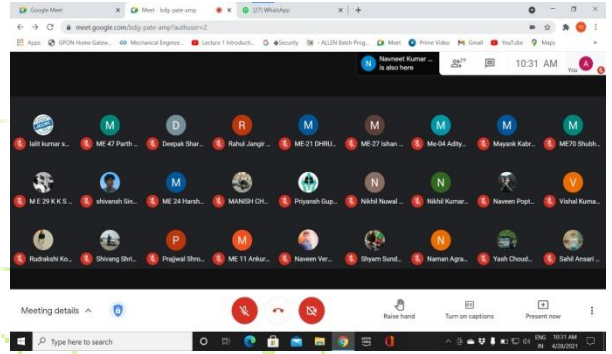 Google Meet Meet - bdg-pate-amp (27) WhatsApp
meet.google.com/bdg-pate-amp?authuser=2
Apps GPON Home Gatew... Mechanical Enginee... Lecture 1 Introducti... @Security - ALLEN Batch Prog... Meet Prime Video Gmail YouTube Maps
N Navneet Kumar ... is also here 29 10:31 AM You A
M D R M M M M M
lalit kumar s... ME 47 Parth ... Deepak Shar... Rahul Jangir ... ME-21 DHRU... ME-27 Ishan ... Me-04 Adity... Mayank Kabr... ME70 Shubh...
M N N V
M E 29 K K S ... shivansh Sin... ME 24 Harsh... MANISH CH... Priyansh Gup... Nikhil Nuwal ... Nikhil Kumar... Naveen Popt... Vishal Kuma...
P M N
Rudrakshi Ko... Shivang Shri... Prajjwal Shro... ME 11 Ankur... Naveen Ver... Shyam Sund... Naman Agra... Yash Choud... Sahil Ansari ...
Meeting details Raise hand Turn on captions Present now
Type here to search ENG 10:31 AM
IN 4/28/2021